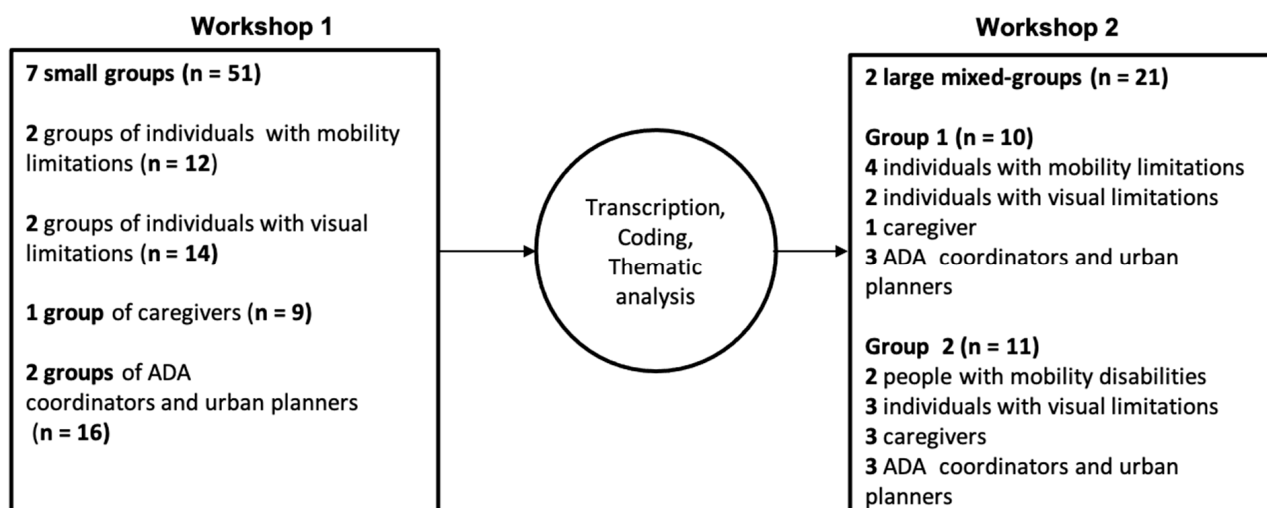 Workshop 1
7 small groups (n = 51)
2 groups of individuals with mobility
limitations (n = 12)
2 groups of individuals with visual
limitations (n = 14)
1 group of caregivers (n = 9)
2 groups of ADA
coordinators and urban planners
(n = 16)
Transcription,
Coding,
Thematic
analysis
Workshop 2
2 large mixed-groups (n = 21)
Group 1 (n = 10)
4 individuals with mobility limitations
2 individuals with visual limitations
1 caregiver
3 ADA coordinators and urban
planners
Group 2 (n = 11)
2 people with mobility disabilities
3 individuals with visual limitations
3 caregivers
3 ADA coordinators and urban
planners